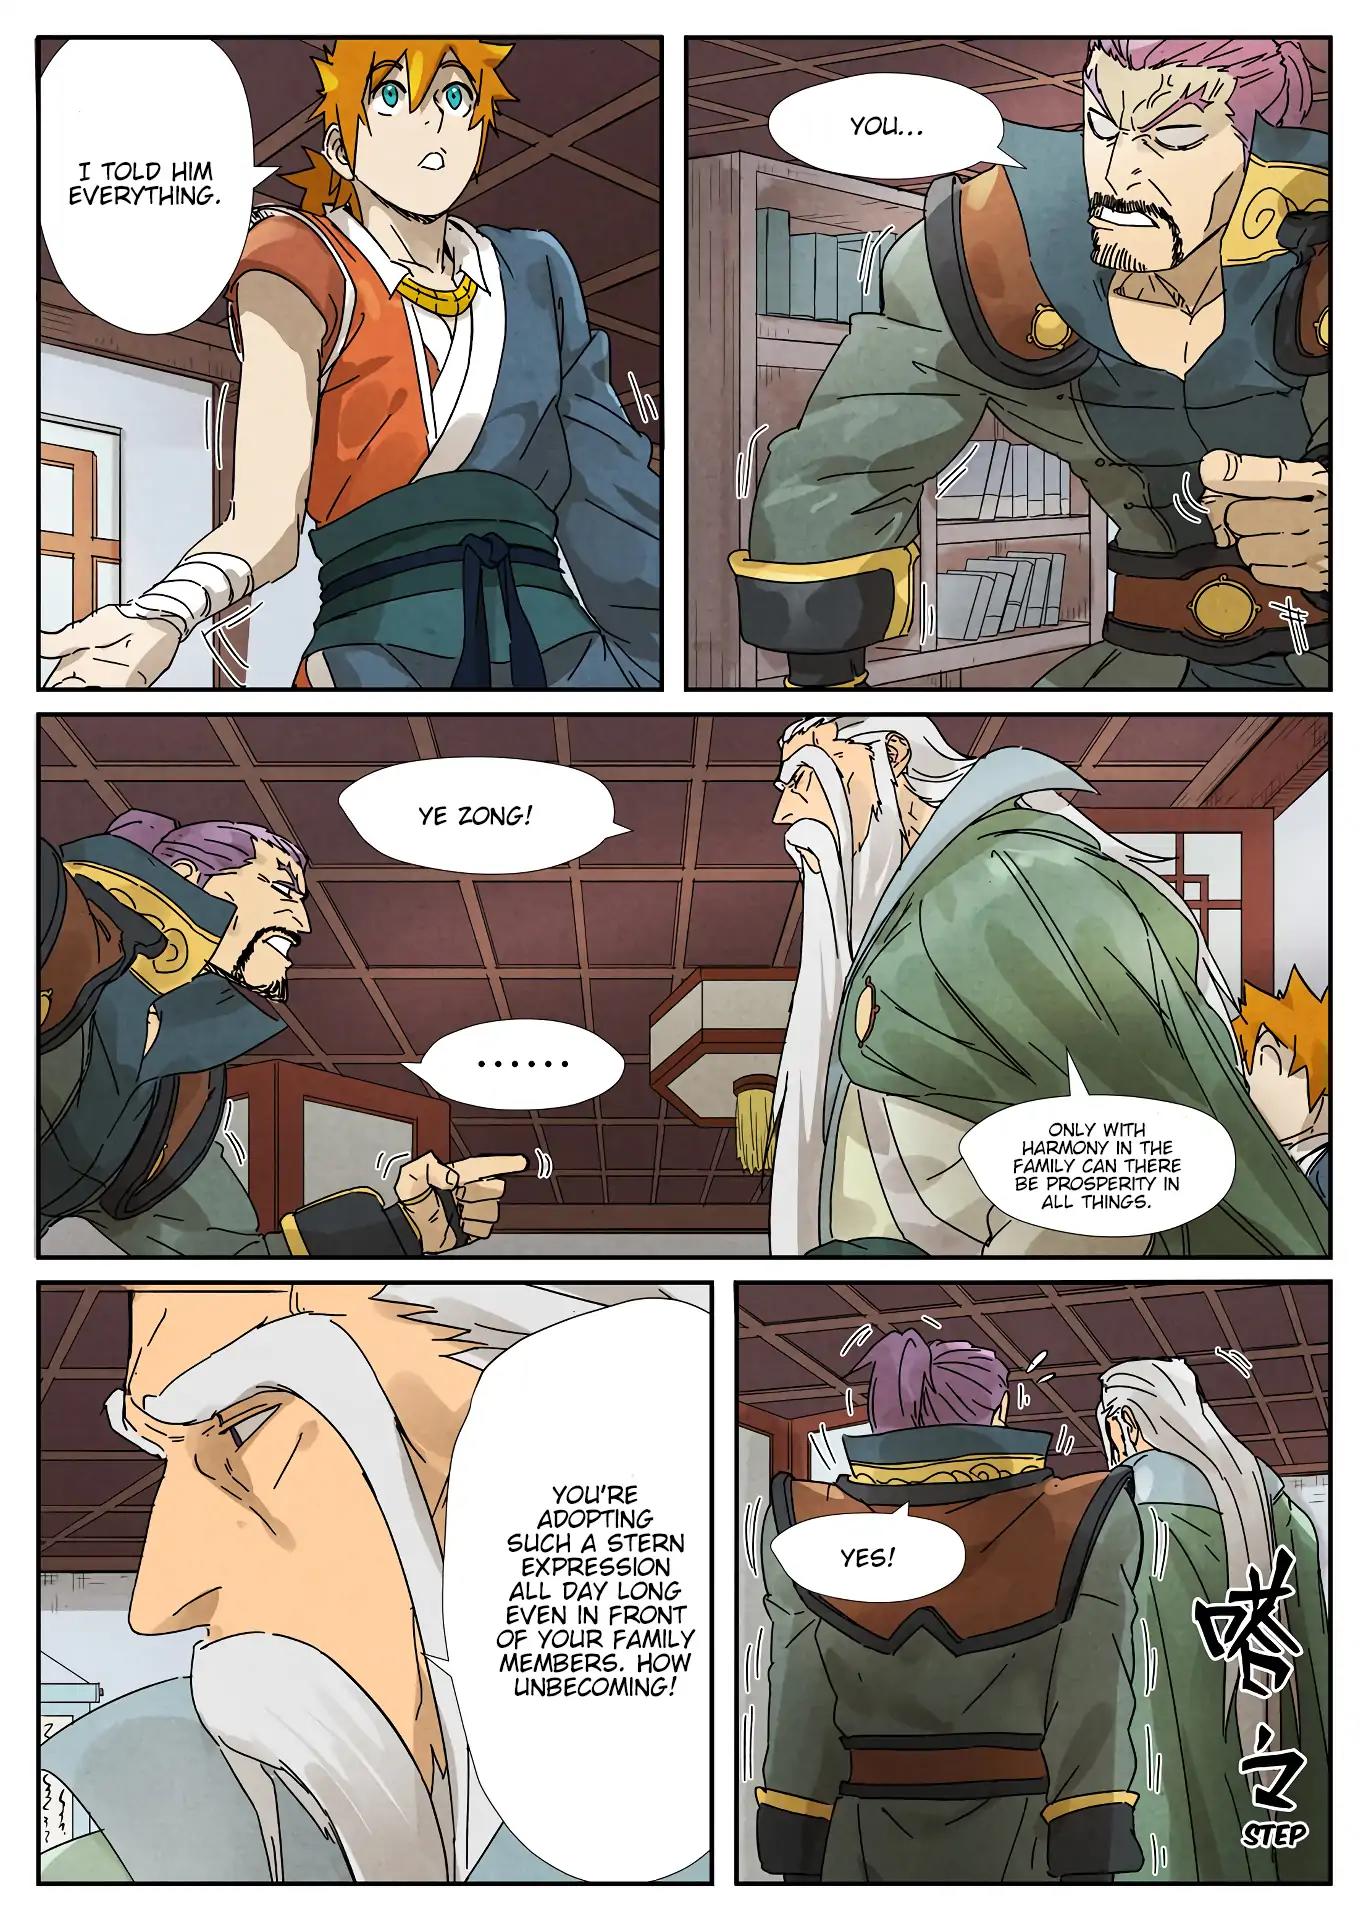 I TOLD HIM
EVERYTHING.
YOU...
YE ZONG!
......
ONLY WITH
HARMONY IN THE
FAMILY CAN THERE
BE PROSPERITY IN
ALL THINGS.
YOU'RE
ADOPTING
SUCH A STERN
EXPRESSION
ALL DAY LONG
EVEN IN FRONT
OF YOUR FAMILY
MEMBERS. HOW
UNBECOMING!
YES!
嗒
STEP